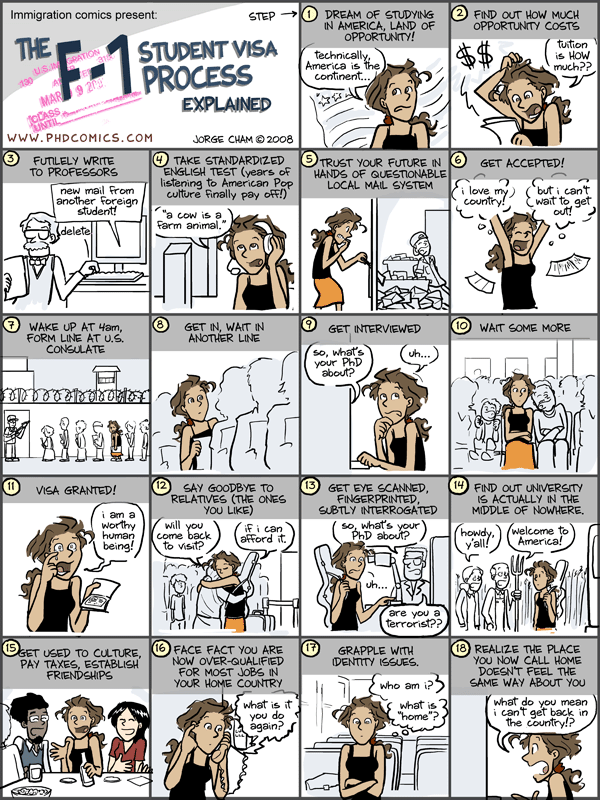 Immigration comics present:
STEP →
THE F-1 STUDENT VISA
PROCESS
EXPLAINED
U.S. IMMIGRATION
MAR 9 20
CLASS
UNTIL
WWW.PHDCOMICS.COM
JORGE CHAM © 2008
1
DREAM OF STUDYING
IN AMERICA, LAND OF
OPPORTUNITY!
technically,
America is the
continent...
2
FIND OUT HOW MUCH
OPPORTUNITY COSTS
$$
tuition
is HOW
much??
3
FUTILELY WRITE
TO PROFESSORS
new mail from
another foreign
student!
delete
4
TAKE STANDARDIZED
ENGLISH TEST (years of
listening to American Pop
culture finally pay off!)
"a cow is a
farm animal."
5
TRUST YOUR FUTURE IN
HANDS OF QUESTIONABLE
LOCAL MAIL SYSTEM
6
GET ACCEPTED!
i love my
country!
but i can't
wait to get
out!
7
WAKE UP AT 4am,
FORM LINE AT U.S.
CONSULATE
8
GET IN, WAIT IN
ANOTHER LINE
9
GET INTERVIEWED
so, what's
your PhD
about?
uh...
10
WAIT SOME MORE
11
VISA GRANTED!
i am a
worthy
human
being!
12
SAY GOODBYE TO
RELATIVES (THE ONES
YOU LIKE)
will you
come back
to visit?
if i can
afford it.
13
GET EYE SCANNED,
FINGERPRINTED,
SUBTLY INTERROGATED
so, what's your
PhD about?
uh...
are you a
terrorist??
14
FIND OUT UNIVERSITY
IS ACTUALLY IN THE
MIDDLE OF NOWHERE.
howdy,
y'all!
welcome to
America!
15
GET USED TO CULTURE,
PAY TAXES, ESTABLISH
FRIENDSHIPS
16
FACE FACT YOU ARE
NOW OVER-QUALIFIED
FOR MOST JOBS IN
YOUR HOME COUNTRY
what is it
you do
again?
17
GRAPPLE WITH
IDENTITY ISSUES.
who am i?
what is
"home"?
18
REALIZE THE PLACE
YOU NOW CALL HOME
DOESN'T FEEL THE
SAME WAY ABOUT YOU
what do you mean
i can't get back in
the country!?